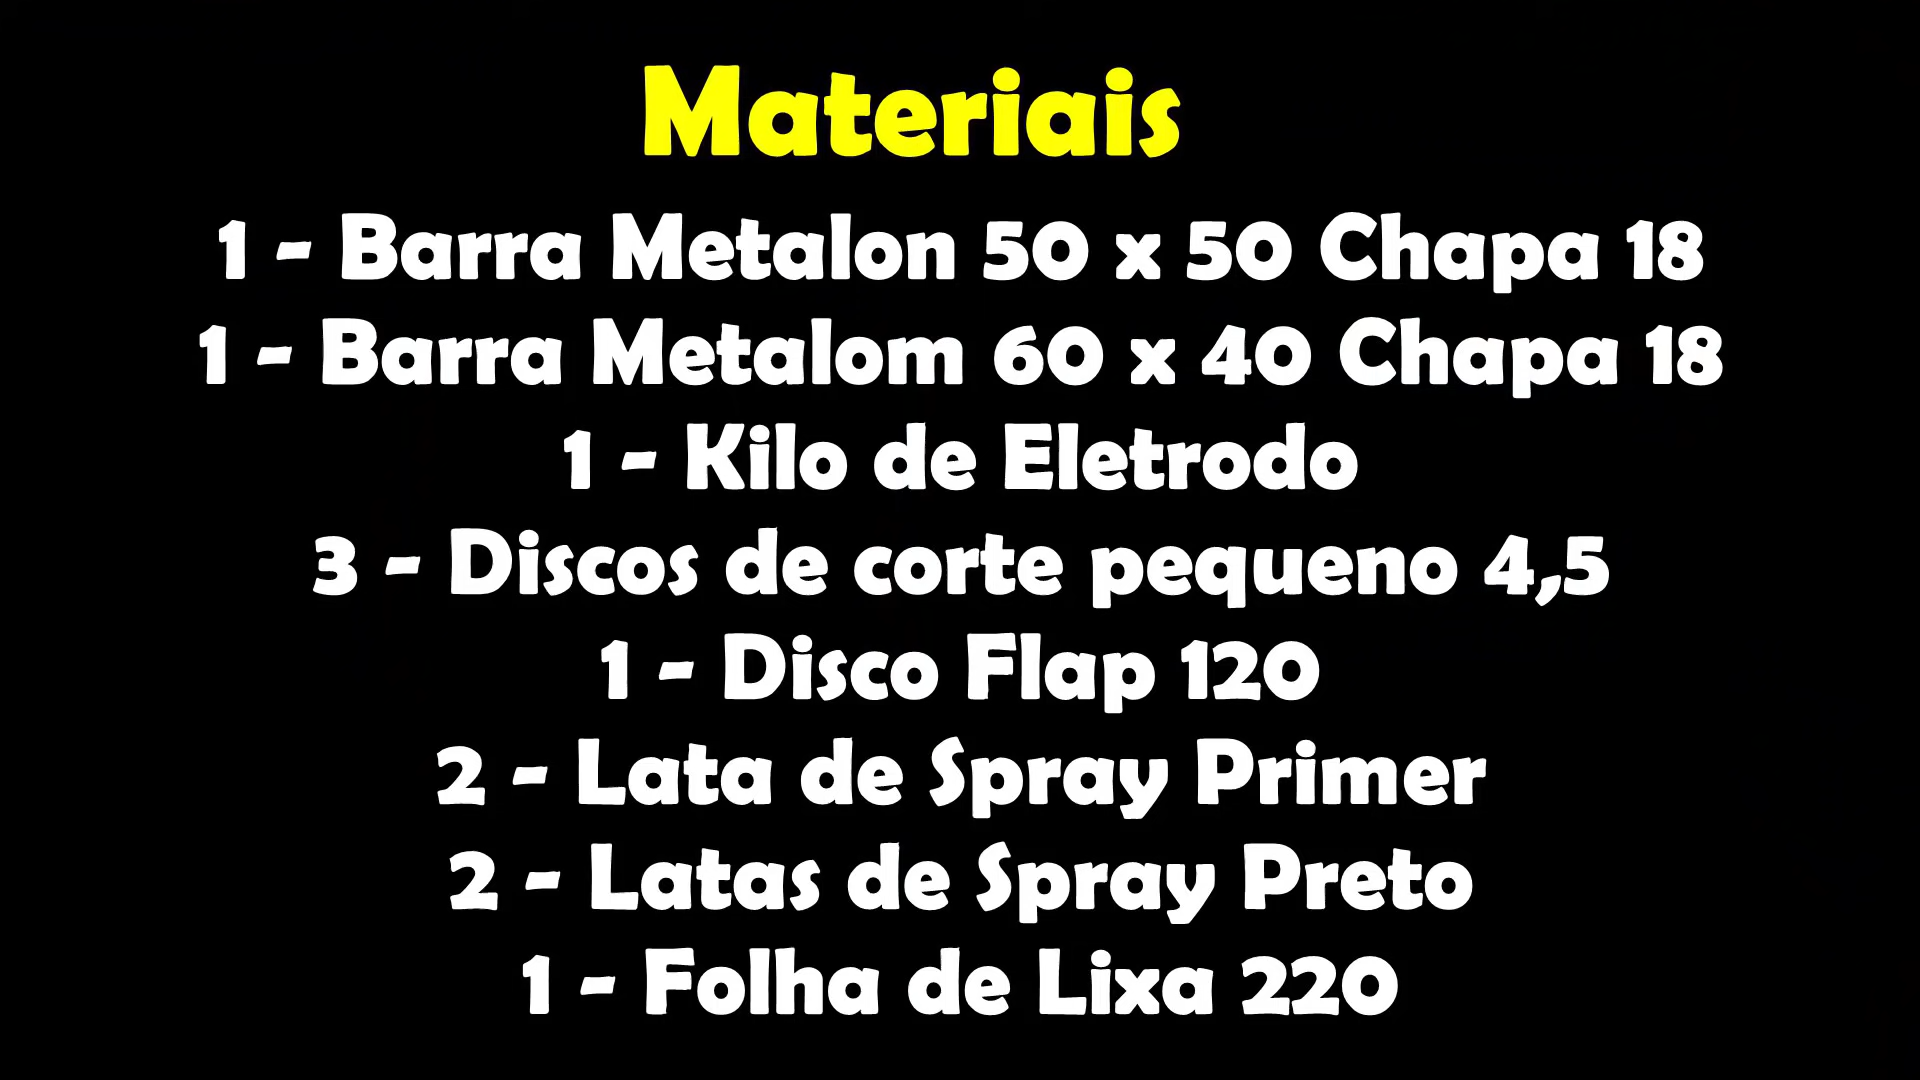 Materiais
1 - Barra Metalon 50 x 50 Chapa 18
1 - Barra Metalom 60 x 40 Chapa 18
1 - Kilo de Eletrodo
3 - Discos de corte pequeno 4,5
1 - Disco Flap 120
2 - Lata de Spray Primer
2 - Latas de Spray Preto
1 - Folha de Lixa 220